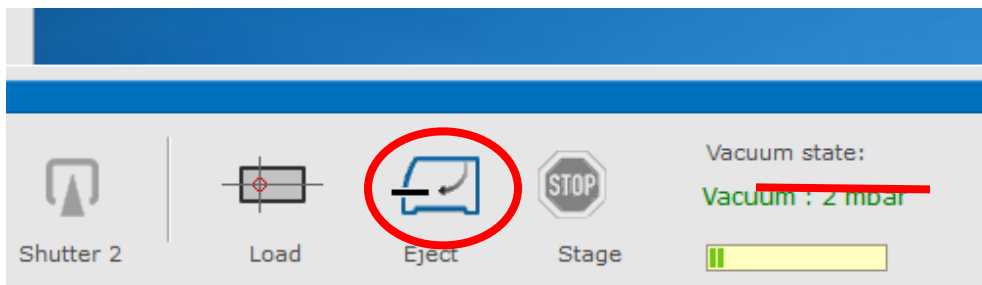 STOP
Vacuum state:
Vacuum : 2 mbar
Shutter 2
Load
Eject
Stage